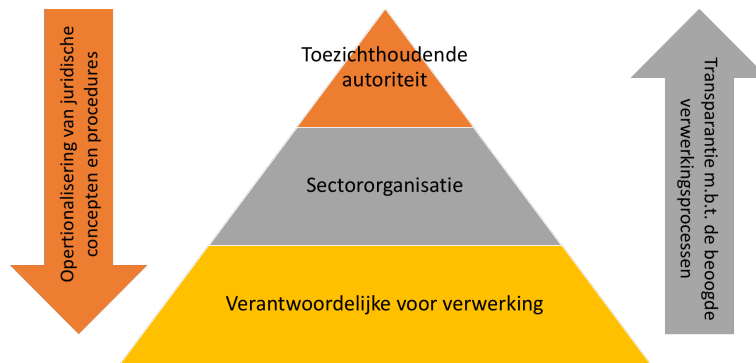 Opertionalisering van juridische
concepten en procedures
Toezichthoudende
autoriteit
Sectororganisatie
Verantwoordelijke voor verwerking
Transparantie m.b.t. de beoogde
verwerkingsprocessen